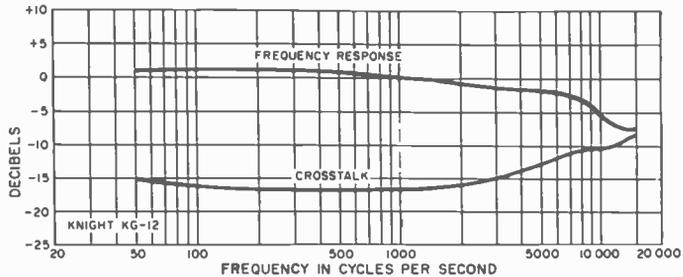 +10
+5
FREQUENCY RESPONSE
0
-5
-10
DECIBELS
CROSSTALK
-15
-20
KNIGHT KG-12
-25
20 50 100 500 1000 5000 10 000 20 000
FREQUENCY IN CYCLES PER SECOND